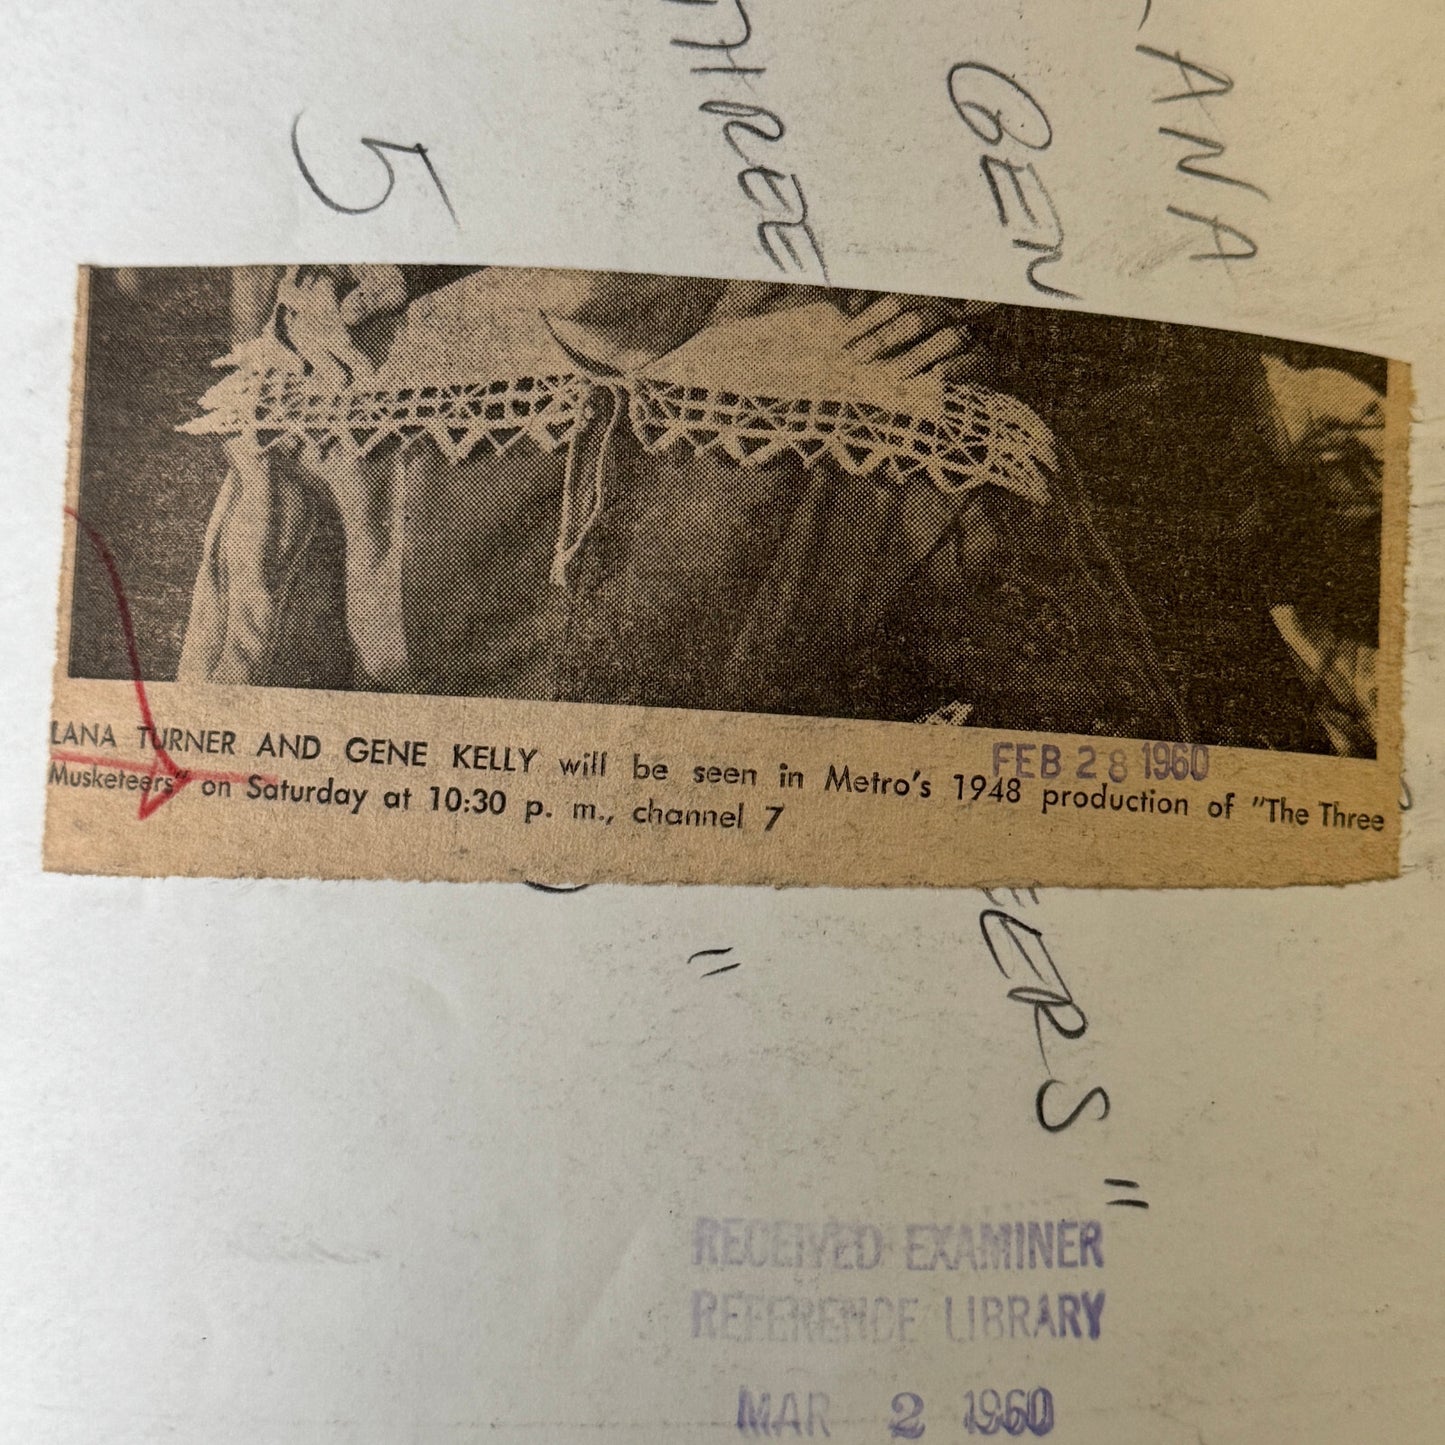 5
THREE
GEN
LANA
FEB 28 1960
LANA TURNER AND GENE KELLY will be seen in Metro's 1948 production of "The Three
Musketeers" on Saturday at 10:30 p. m., channel 7
"
EERS"
RECEIVED EXAMINER
REFERENCE LIBRARY
MAR 2 1960